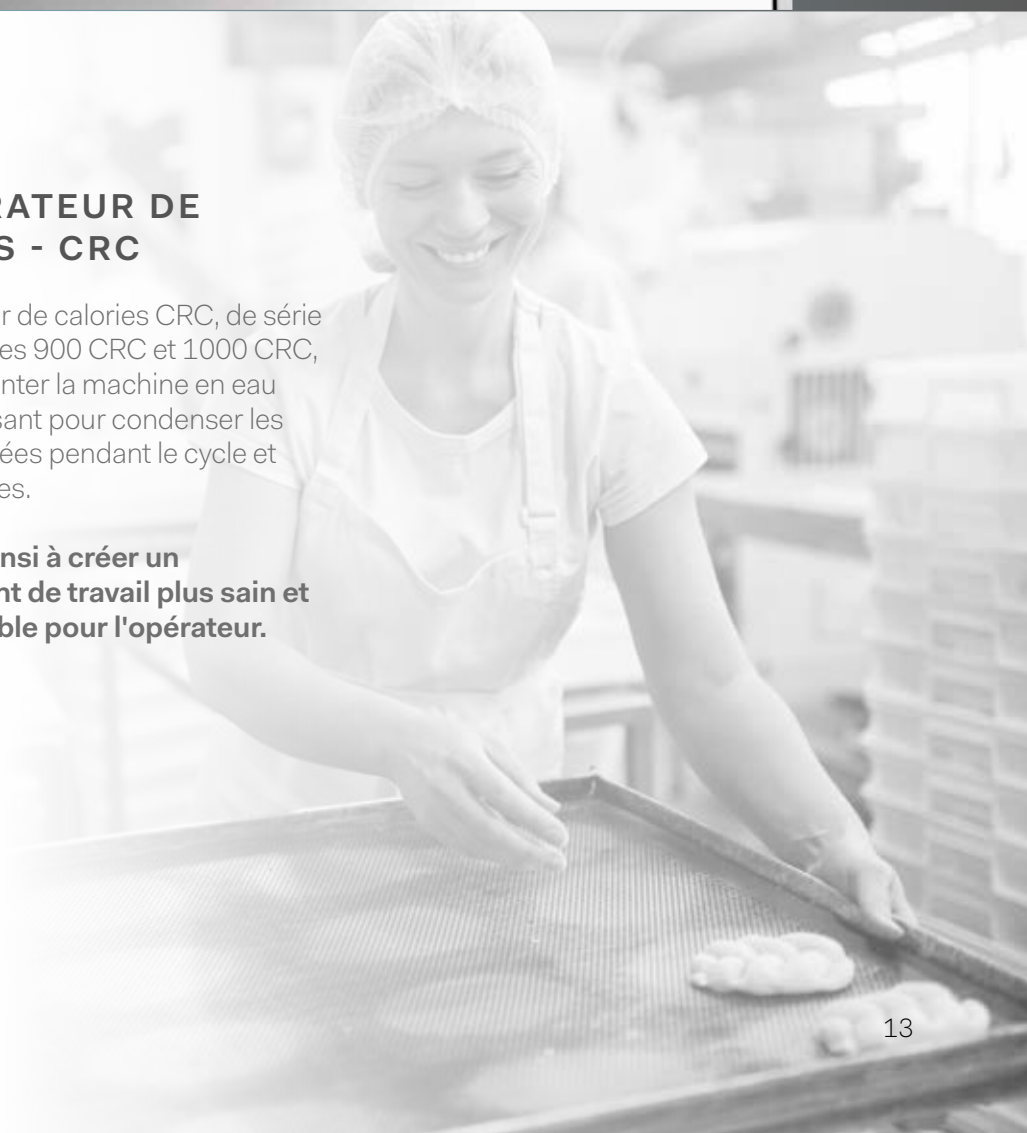 RATEUR DE
S - CRC
r de calories CRC, de série
es 900 CRC et 1000 CRC,
nter la machine en eau
sant pour condenser les
ées pendant le cycle et
es.
nsi à créer un
nt de travail plus sain et
ble pour l'opérateur.
13